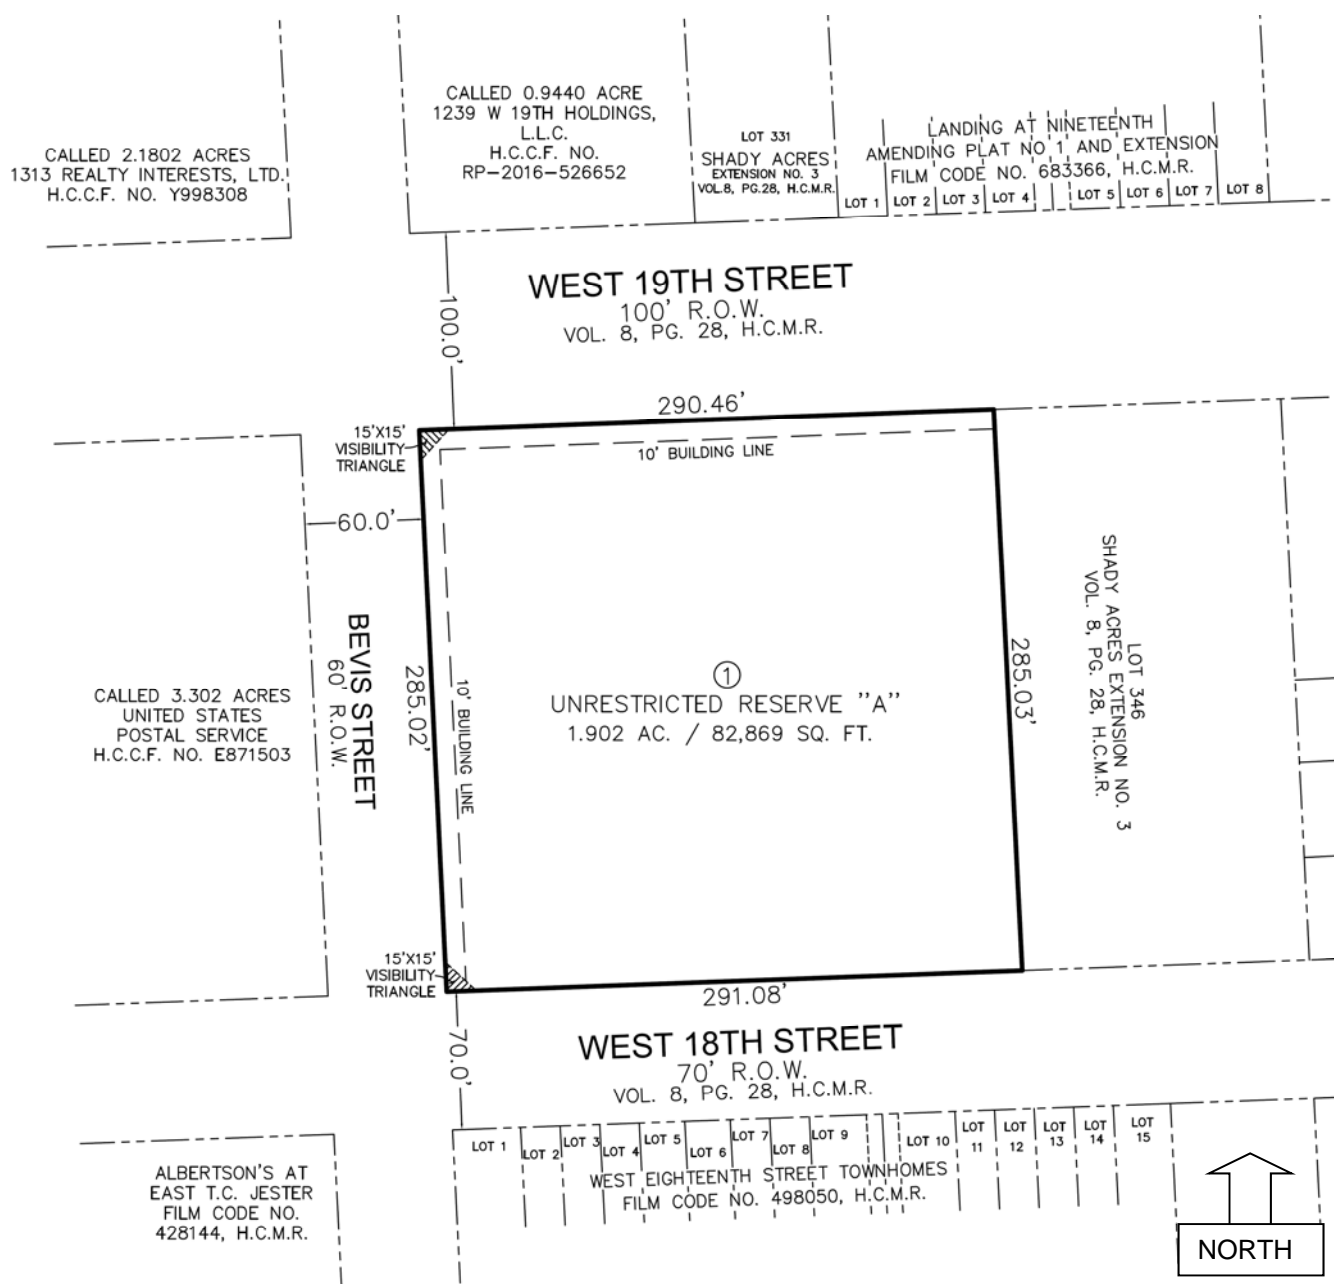 CALLED 2.1802 ACRES
1313 REALTY INTERESTS, LTD.
H.C.C.F. NO. Y998308
CALLED 0.9440 ACRE
1239 W 19TH HOLDINGS,
L.L.C.
H.C.C.F. NO.
RP-2016-526652
LOT 331
SHADY ACRES
EXTENSION NO. 3
VOL.8, PG.28, H.C.M.R.
LANDING AT NINETEENTH
AMENDING PLAT NO 1 AND EXTENSION
FILM CODE NO. 683366, H.C.M.R.
LOT 1
LOT 2
LOT 3
LOT 4
LOT 5
LOT 6
LOT 7
LOT 8
WEST 19TH STREET
100' R.O.W.
VOL. 8, PG. 28, H.C.M.R.
100.0'
290.46'
15'X15'
VISIBILITY
TRIANGLE
10' BUILDING LINE
60.0'
BEVIS STREET
60' R.O.W.
285.02'
10' BUILDING LINE
CALLED 3.302 ACRES
UNITED STATES
POSTAL SERVICE
H.C.C.F. NO. E871503
1
UNRESTRICTED RESERVE "A"
1.902 AC. / 82,869 SQ. FT.
285.03'
LOT 346
SHADY ACRES EXTENSION NO. 3
VOL. 8, PG. 28, H.C.M.R.
15'X15'
VISIBILITY
TRIANGLE
291.08'
WEST 18TH STREET
70' R.O.W.
VOL. 8, PG. 28, H.C.M.R.
70.0'
LOT 1
LOT 2
LOT 3
LOT 4
LOT 5
LOT 6
LOT 7
LOT 8
LOT 9
LOT 10
LOT
11
LOT
12
LOT
13
LOT
14
LOT
15
WEST EIGHTEENTH STREET TOWNHOMES
FILM CODE NO. 498050, H.C.M.R.
ALBERTSON'S AT
EAST T.C. JESTER
FILM CODE NO.
428144, H.C.M.R.
NORTH